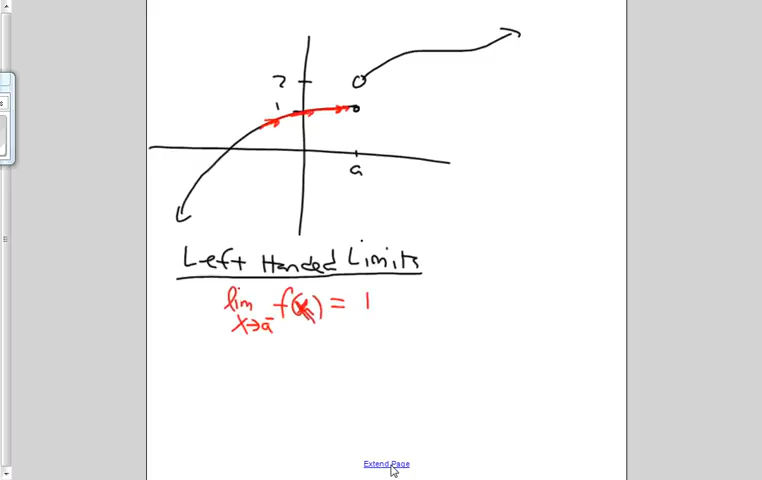 2
1
a
Left Handed Limits
lim f(x) = 1
x→a⁻
Extend Page